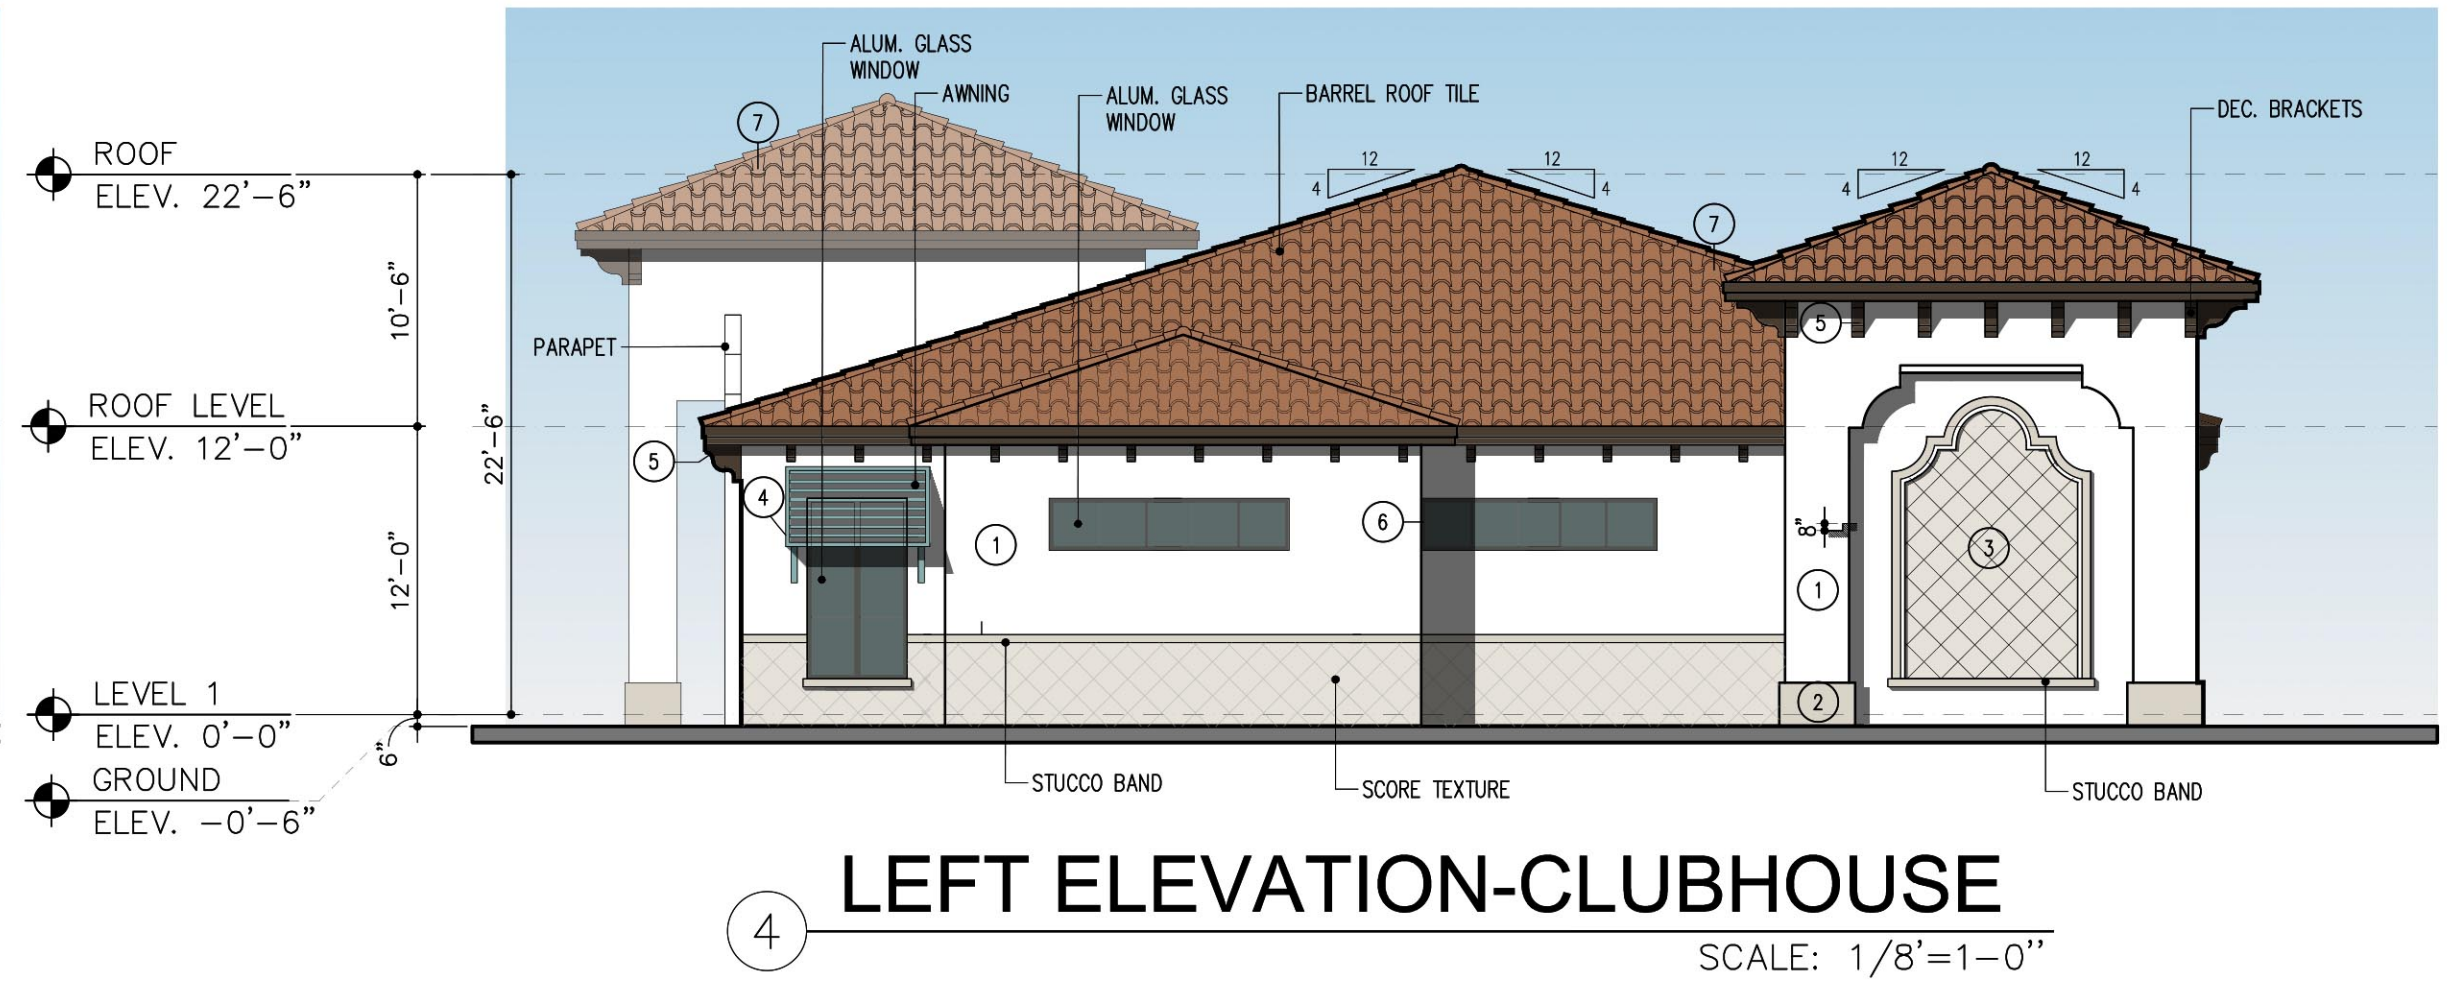 ALUM. GLASS
WINDOW
AWNING
ALUM. GLASS
WINDOW
BARREL ROOF TILE
DEC. BRACKETS
7
12
4
12
4
12
4
12
4
7
ROOF
ELEV. 22'-6"
10'-6"
PARAPET
5
ROOF LEVEL
ELEV. 12'-0"
22'-6"
5
4
1
6
8"
3
12'-0"
1
LEVEL 1
ELEV. 0'-0"
2
6"
GROUND
ELEV. -0'-6"
STUCCO BAND
SCORE TEXTURE
STUCCO BAND
4
LEFT ELEVATION-CLUBHOUSE
SCALE: 1/8'=1-0''